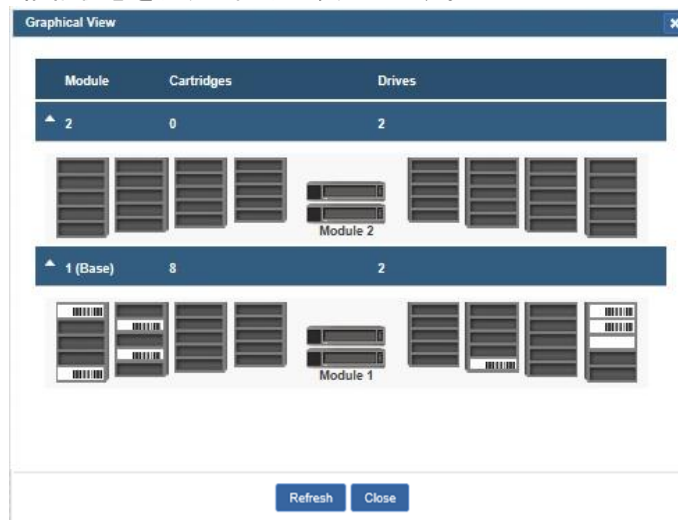 Graphical View
Module Cartridges Drives
2 0 2
Module 2
1 (Base) 8 2
Module 1
Refresh Close